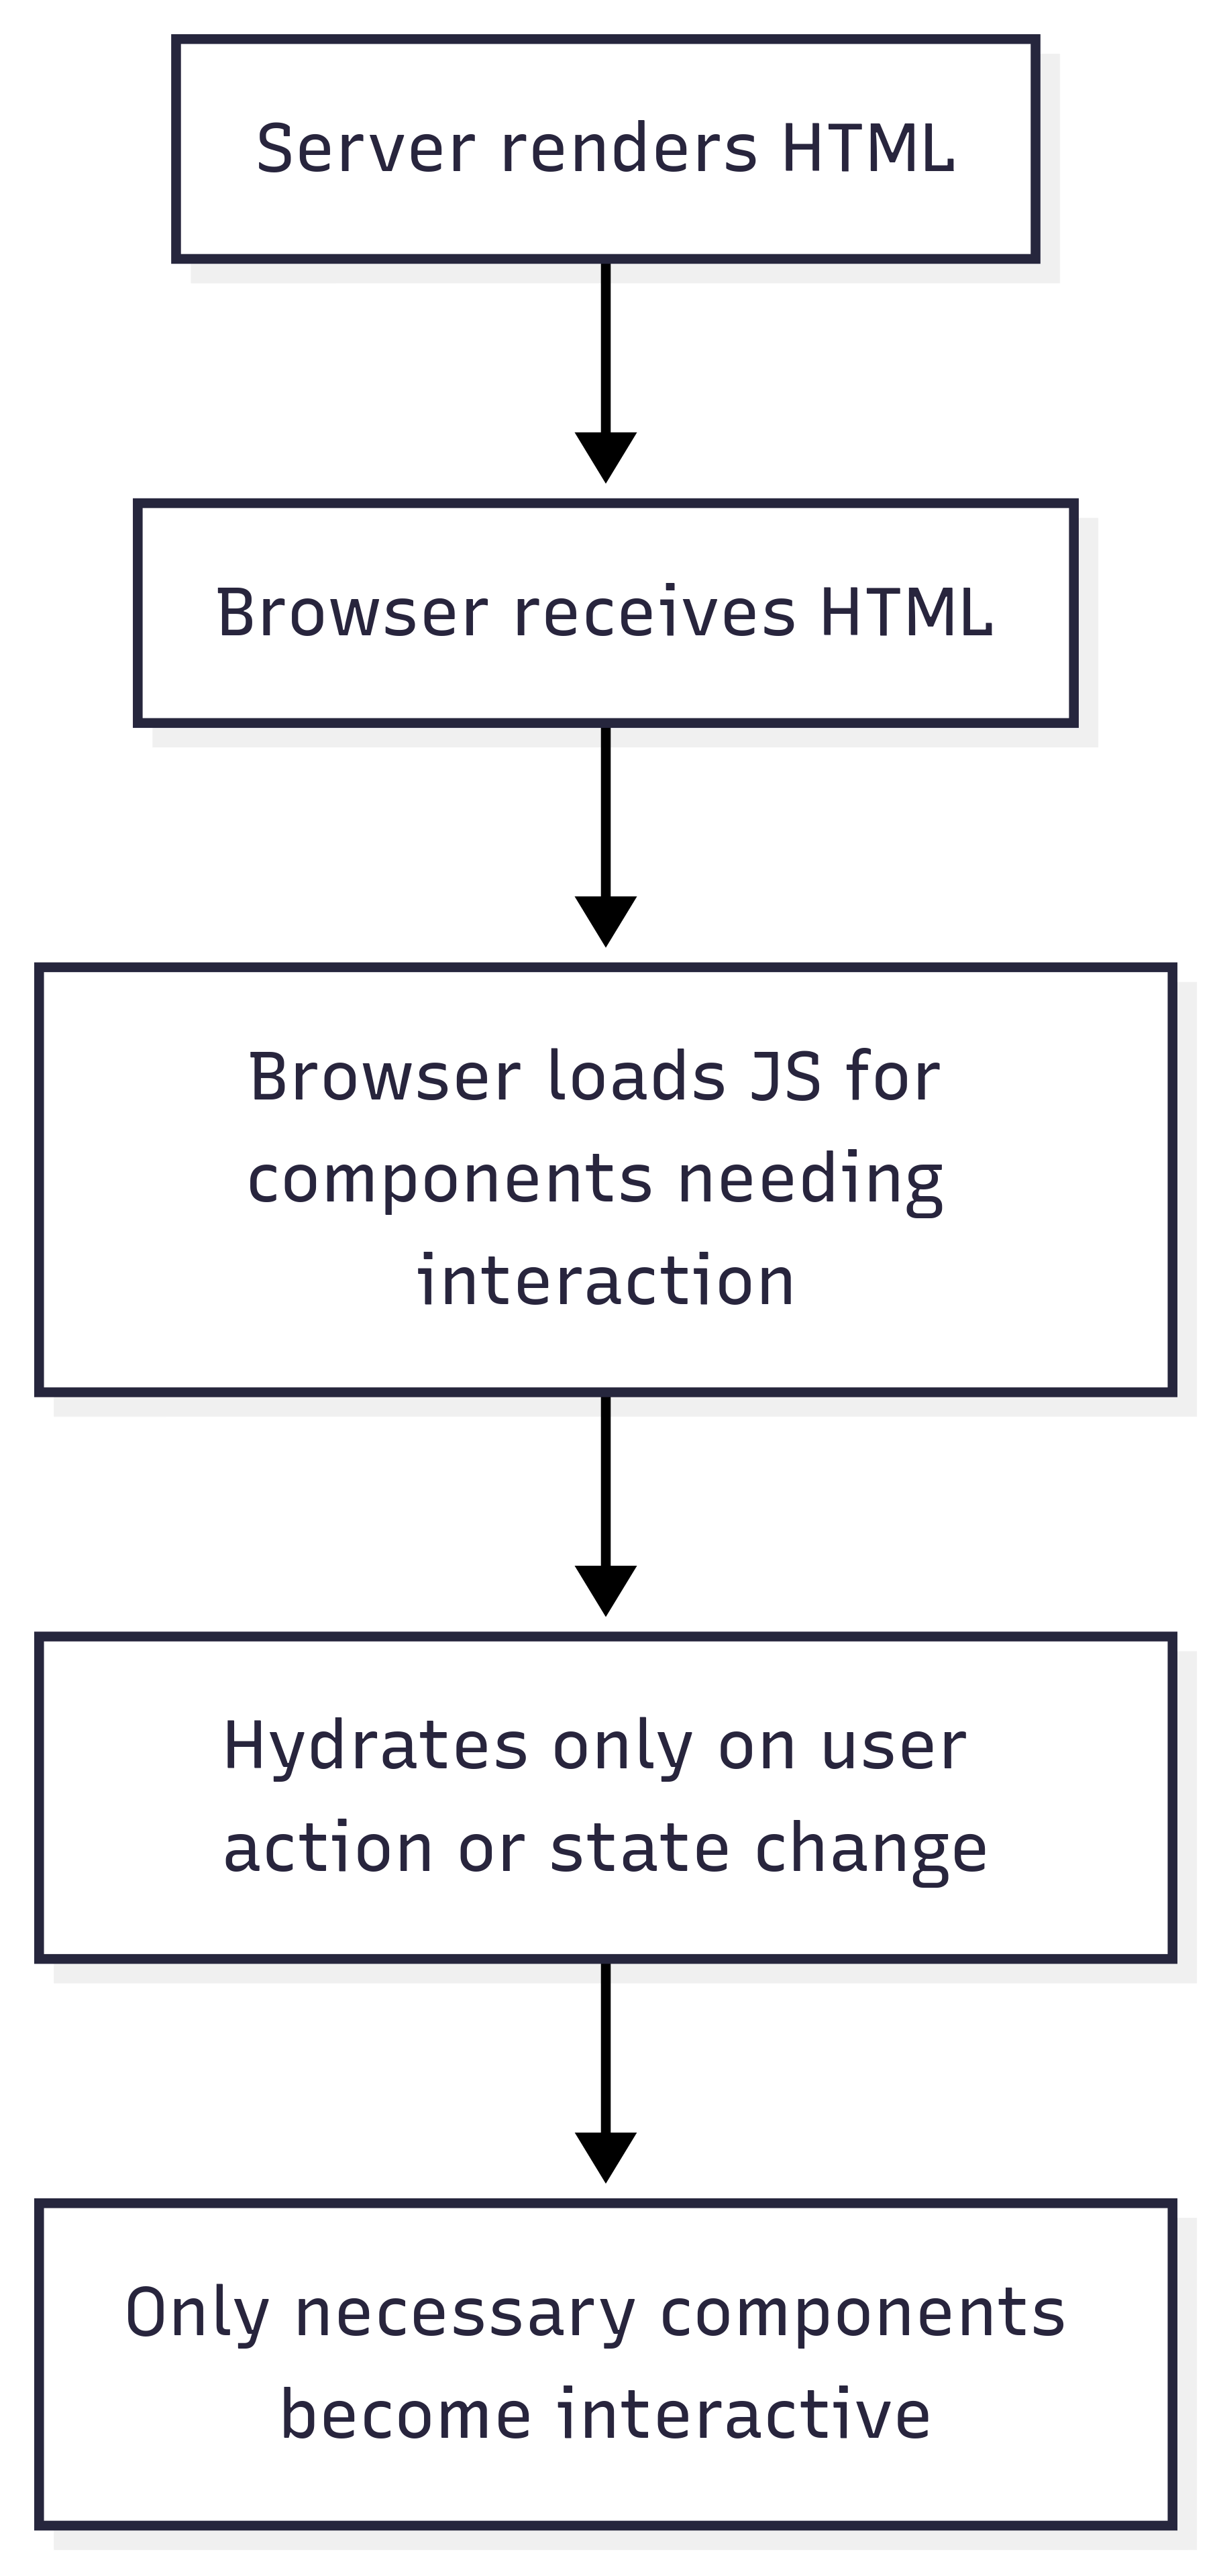 Server renders HTML
Browser receives HTML
Browser loads JS for
components needing
interaction
Hydrates only on user
action or state change
Only necessary components
become interactive